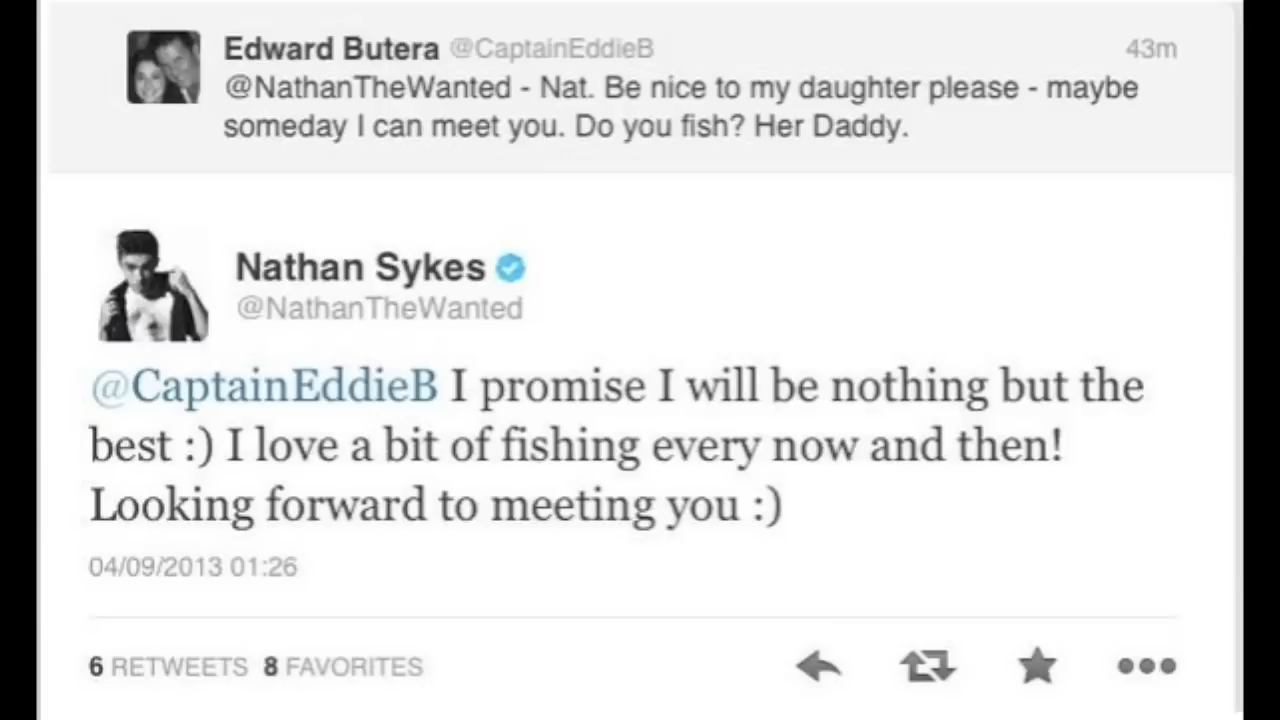 Edward Butera @CaptainEddieB 43m
@NathanTheWanted - Nat. Be nice to my daughter please - maybe
someday I can meet you. Do you fish? Her Daddy.
Nathan Sykes
@NathanTheWanted
@CaptainEddieB I promise I will be nothing but the
best :) I love a bit of fishing every now and then!
Looking forward to meeting you :)
04/09/2013 01:26
6 RETWEETS 8 FAVORITES